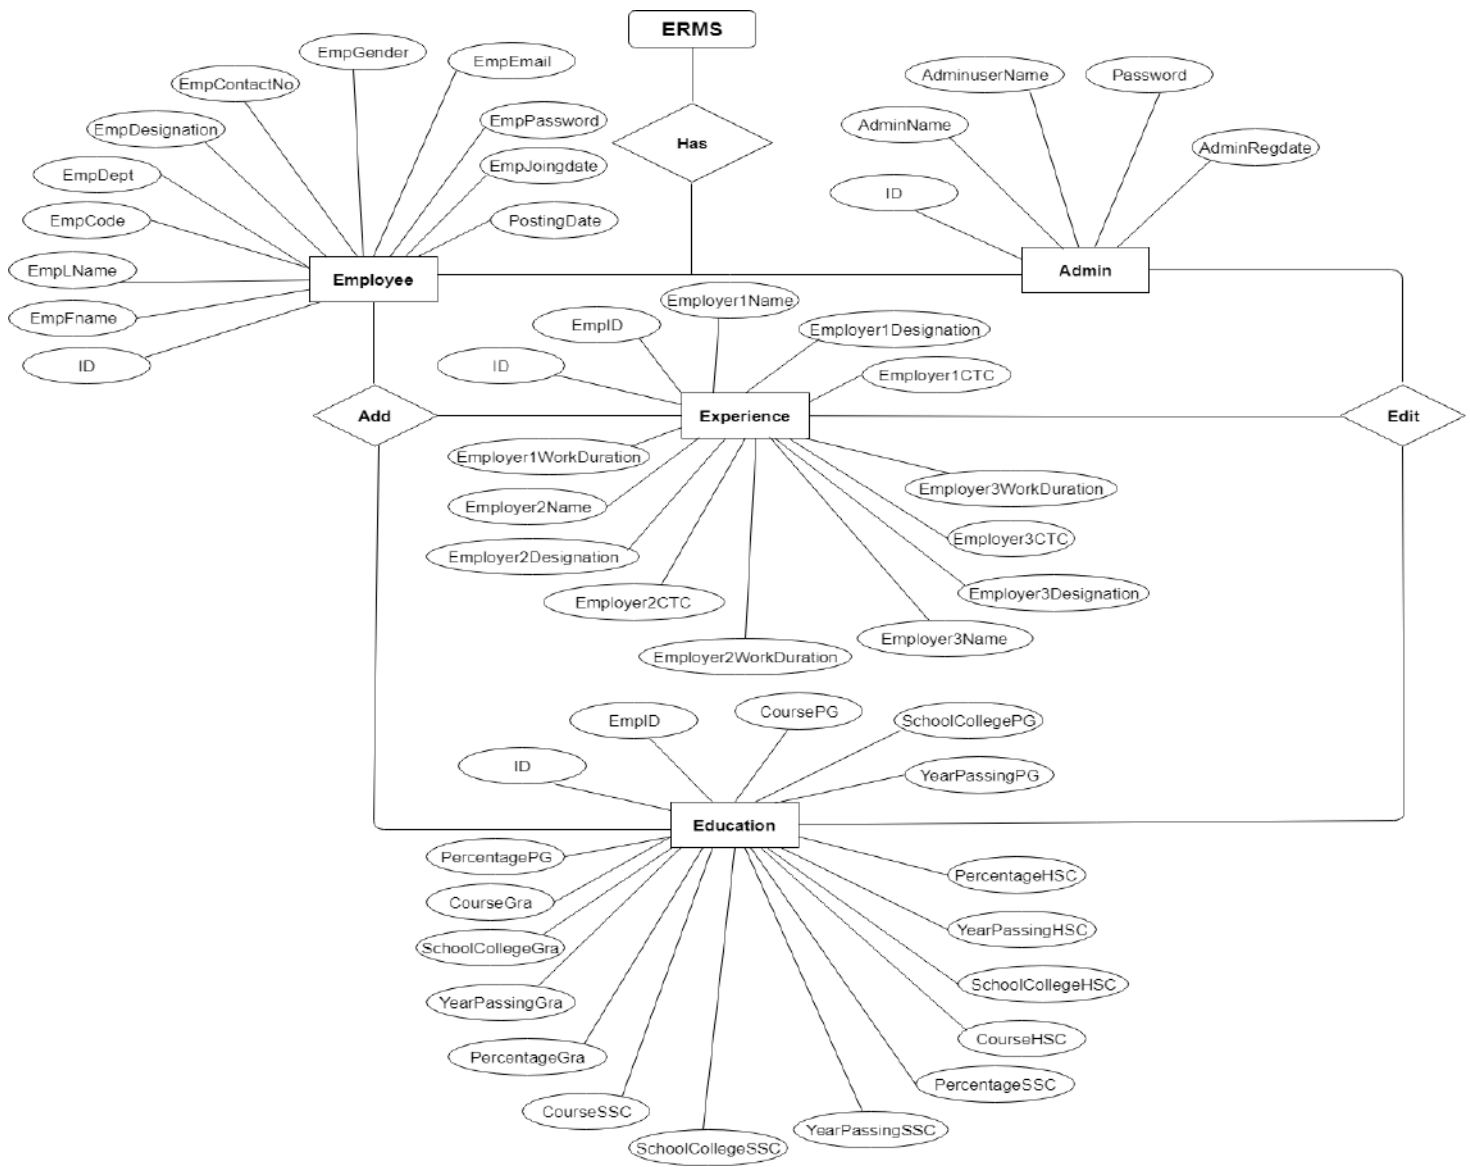 ERMS
EmpGender
EmpEmail
AdminuserName
Password
EmpContactNo
EmpPassword
AdminName
EmpDesignation
Has
AdminRegdate
EmpJoingdate
EmpDept
ID
EmpCode
PostingDate
EmpLName
Employee
Admin
Employer1Name
EmpFname
EmpID
Employer1Designation
ID
ID
Employer1CTC
Add
Experience
Edit
Employer1WorkDuration
Employer3WorkDuration
Employer2Name
Employer3CTC
Employer2Designation
Employer3Designation
Employer2CTC
Employer3Name
Employer2WorkDuration
CoursePG
EmpID
SchoolCollegePG
ID
YearPassingPG
Education
PercentagePG
PercentageHSC
CourseGra
YearPassingHSC
SchoolCollegeGra
SchoolCollegeHSC
YearPassingGra
CourseHSC
PercentageGra
PercentageSSC
CourseSSC
YearPassingSSC
SchoolCollegeSSC